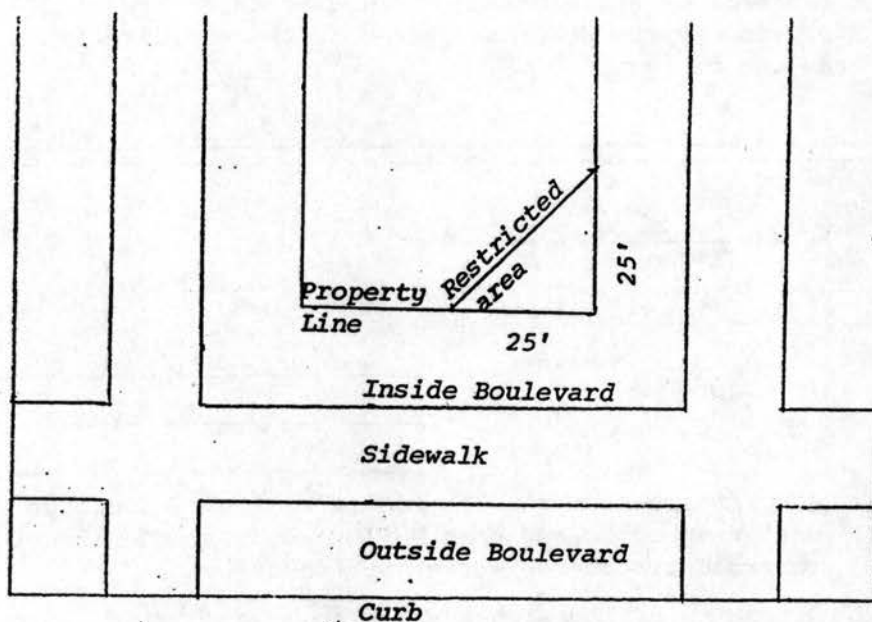 Restricted
area
25'
Property
Line
25'
Inside Boulevard
Sidewalk
Outside Boulevard
Curb